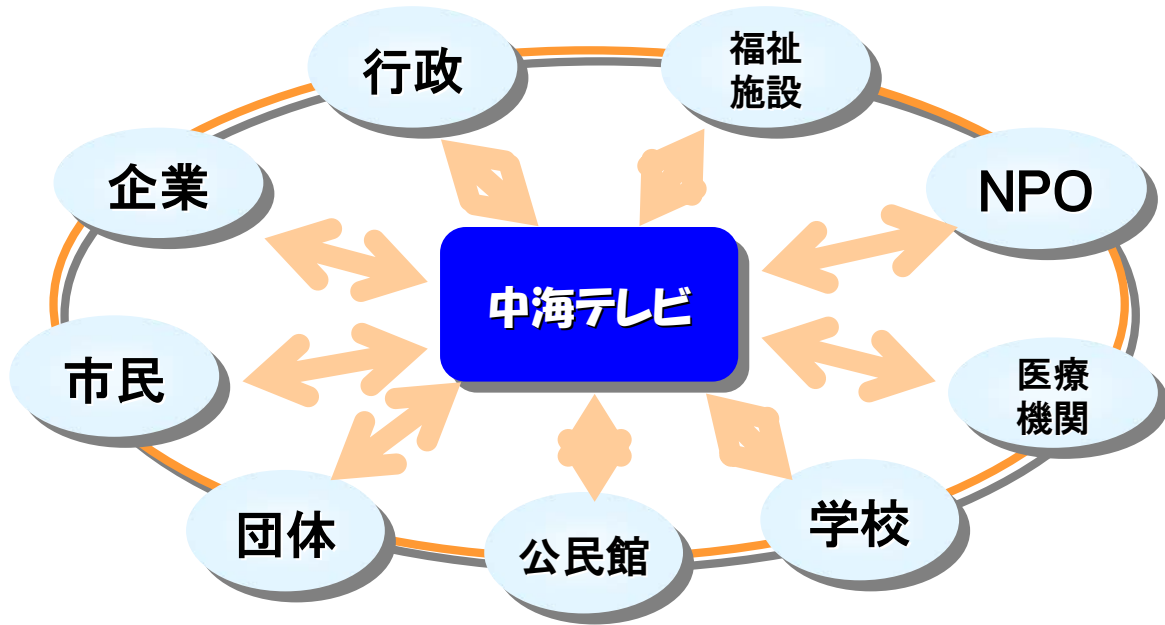 行政
福祉
施設
企業
NPO
中海テレビ
市民
医療
機関
団体
公民館
学校